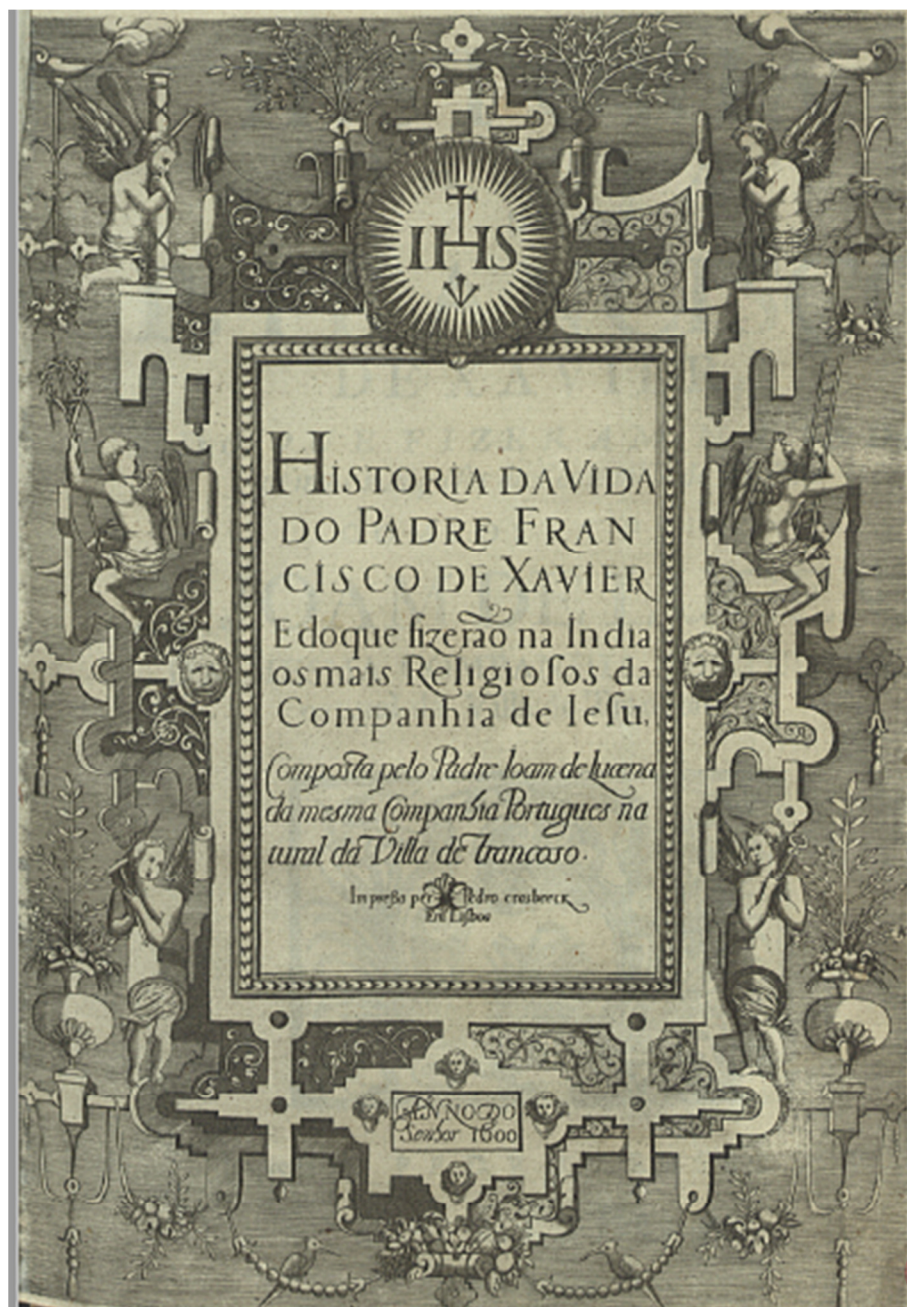 IHS
HISTORIA DA VIDA
DO PADRE FRAN
CISCO DE XAVIER
E do que fizerão na India
os mais Religioſos da
Companhia de Ieſu,
Compoſta pelo Padre Ioam de Lucena
da mesma Companhia Portugues na
tural da Villa de Trancoso.
Impreßa per Pedro crasbeeck
Em Lisboa
ANNO DO
Senhor 1600